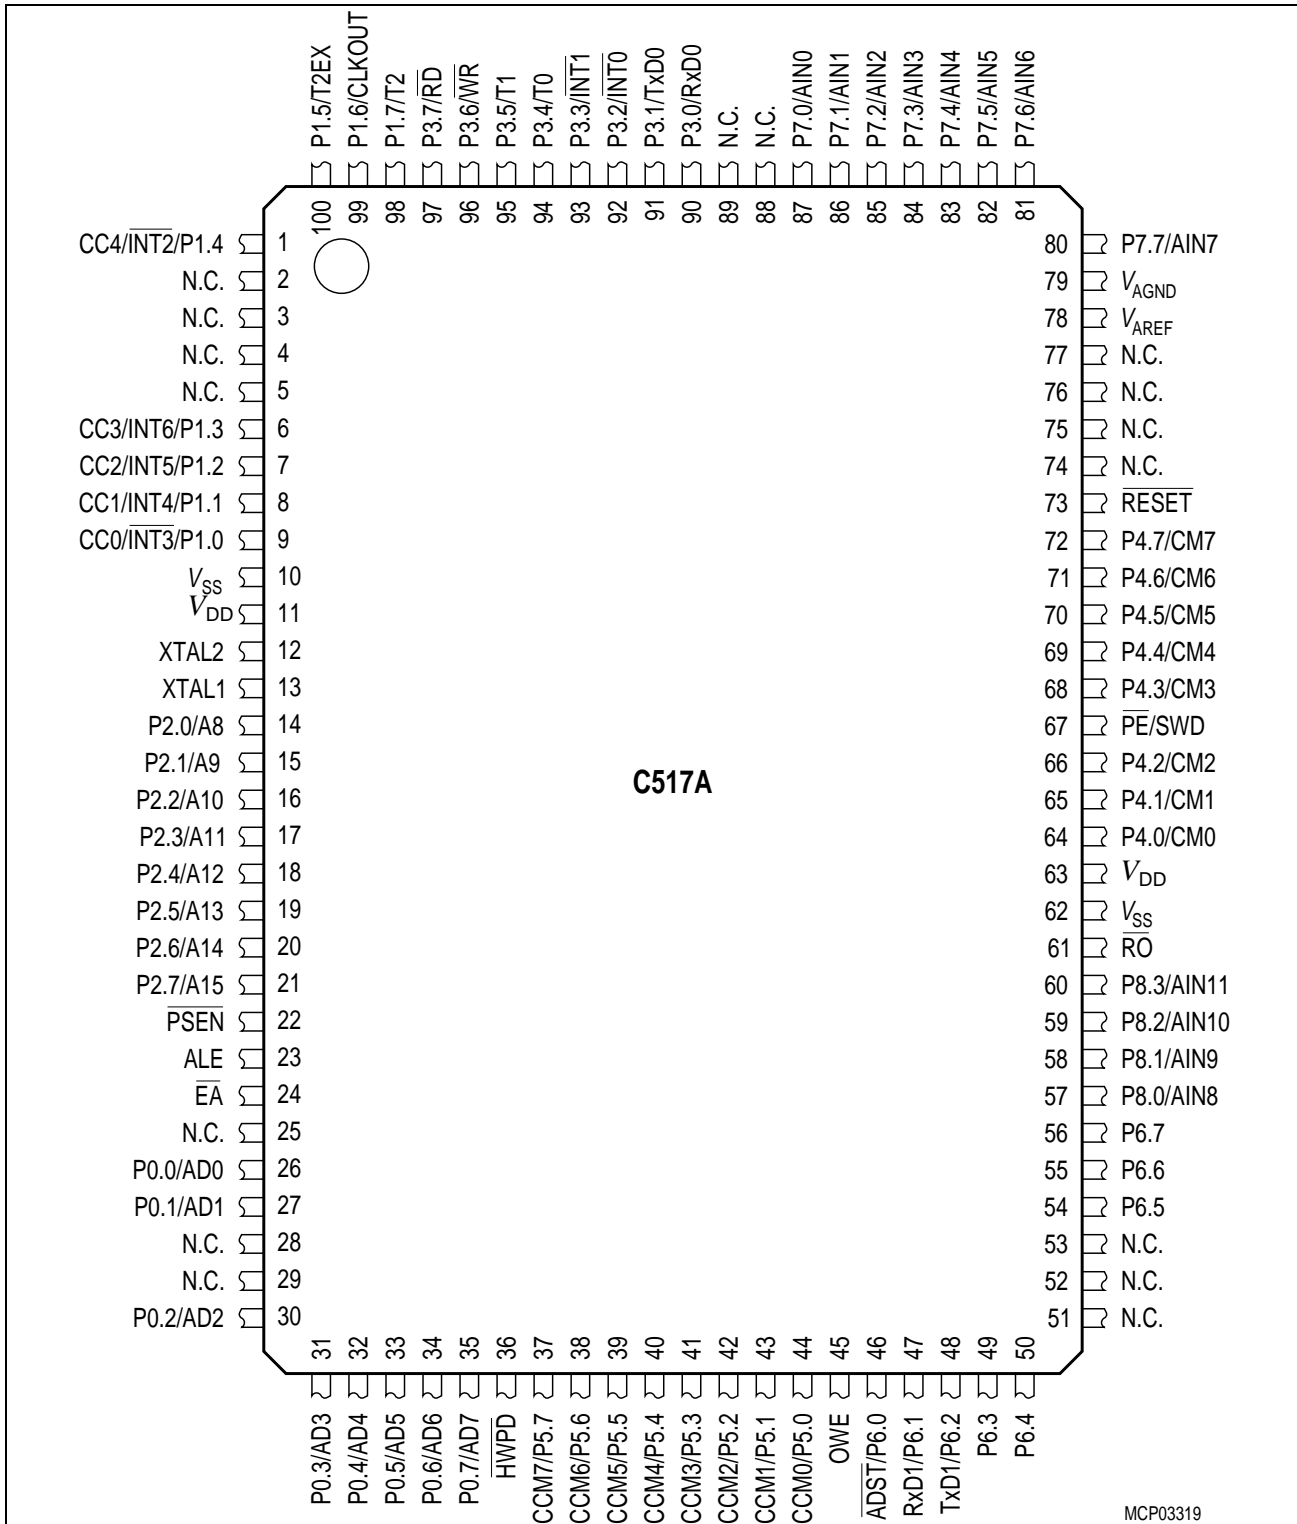 P1.5/T2EX
P1.6/CLKOUT
P1.7/T2
P3.7/R̅D̅
P3.6/W̅R̅
P3.5/T1
P3.4/T0
P3.3/I̅N̅T̅1̅
P3.2/I̅N̅T̅0̅
P3.1/TxD0
P3.0/RxD0
N.C.
N.C.
P7.0/AIN0
P7.1/AIN1
P7.2/AIN2
P7.3/AIN3
P7.4/AIN4
P7.5/AIN5
P7.6/AIN6
100 99 98 97 96 95 94 93 92 91 90 89 88 87 86 85 84 83 82 81
CC4/I̅N̅T̅2̅/P1.4 1
N.C. 2
N.C. 3
N.C. 4
N.C. 5
CC3/INT6/P1.3 6
CC2/INT5/P1.2 7
CC1/INT4/P1.1 8
CC0/I̅N̅T̅3̅/P1.0 9
VSS 10
VDD 11
XTAL2 12
XTAL1 13
P2.0/A8 14
P2.1/A9 15
P2.2/A10 16
P2.3/A11 17
P2.4/A12 18
P2.5/A13 19
P2.6/A14 20
P2.7/A15 21
P̅S̅E̅N̅ 22
ALE 23
E̅A̅ 24
N.C. 25
P0.0/AD0 26
P0.1/AD1 27
N.C. 28
N.C. 29
P0.2/AD2 30
C517A
80 P7.7/AIN7
79 VAGND
78 VAREF
77 N.C.
76 N.C.
75 N.C.
74 N.C.
73 R̅E̅S̅E̅T̅
72 P4.7/CM7
71 P4.6/CM6
70 P4.5/CM5
69 P4.4/CM4
68 P4.3/CM3
67 P̅E̅/SWD
66 P4.2/CM2
65 P4.1/CM1
64 P4.0/CM0
63 VDD
62 VSS
61 R̅O̅
60 P8.3/AIN11
59 P8.2/AIN10
58 P8.1/AIN9
57 P8.0/AIN8
56 P6.7
55 P6.6
54 P6.5
53 N.C.
52 N.C.
51 N.C.
31 32 33 34 35 36 37 38 39 40 41 42 43 44 45 46 47 48 49 50
P0.3/AD3
P0.4/AD4
P0.5/AD5
P0.6/AD6
P0.7/AD7
H̅W̅P̅D̅
CCM7/P5.7
CCM6/P5.6
CCM5/P5.5
CCM4/P5.4
CCM3/P5.3
CCM2/P5.2
CCM1/P5.1
CCM0/P5.0
OWE
A̅D̅S̅T̅/P6.0
RxD1/P6.1
TxD1/P6.2
P6.3
P6.4
MCP03319